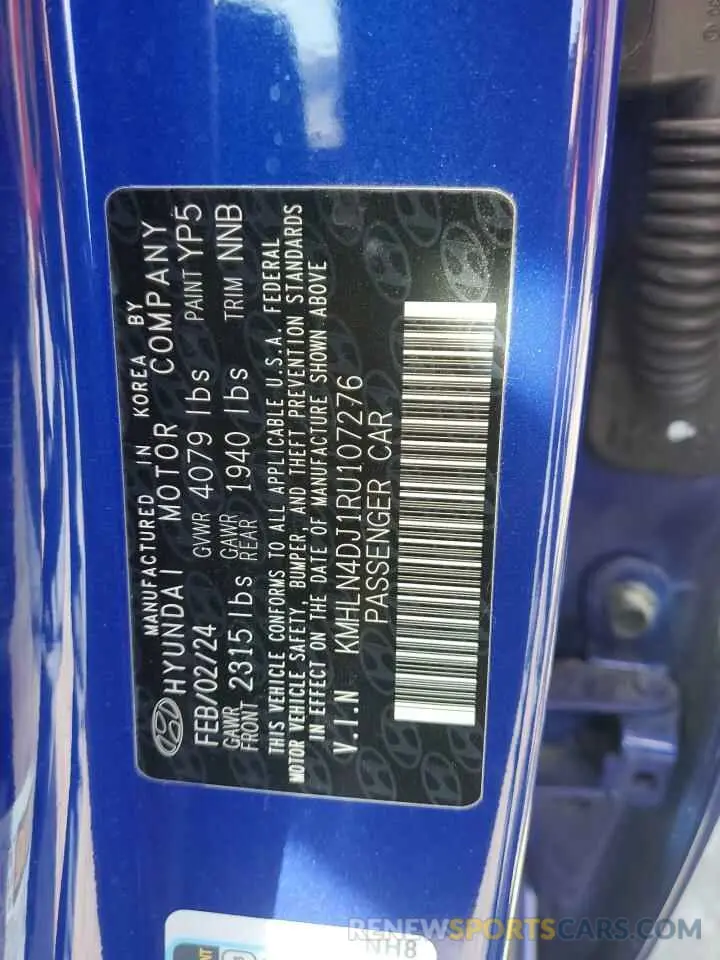 MANUFACTURED IN KOREA BY
HYUNDAI MOTOR COMPANY
FEB/02/24 GVWR 4079 lbs PAINT YP5
GAWR FRONT 2315 lbs GAWR REAR 1940 lbs TRIM NNB
THIS VEHICLE CONFORMS TO ALL APPLICABLE U.S.A. FEDERAL
MOTOR VEHICLE SAFETY, BUMPER, AND THEFT PREVENTION STANDARDS
IN EFFECT ON THE DATE OF MANUFACTURE SHOWN ABOVE
V.I.N KMHLN4DJ1RU107276
PASSENGER CAR
NH8
RENEWSPORTSCARS.COM